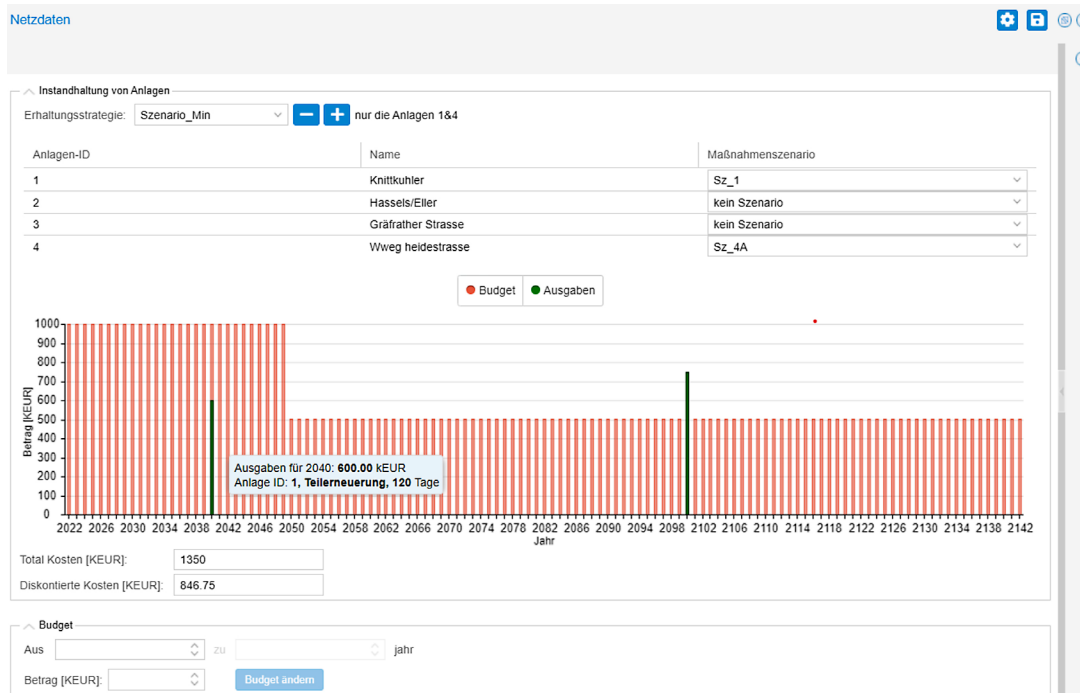 Netzdaten
Instandhaltung von Anlagen
Erhaltungsstrategie: Szenario_Min nur die Anlagen 1&4
Anlagen-ID Name Maßnahmenszenario
1 Knittkuhler Sz_1
2 Hassels/Eller kein Szenario
3 Gräfrather Strasse kein Szenario
4 Wweg heidestrasse Sz_4A
Budget Ausgaben
1000
900
800
700
600
500
400
300
200
100
0
Betrag [KEUR]
Ausgaben für 2040: 600.00 kEUR
Anlage ID: 1, Teilerneuerung, 120 Tage
2022 2026 2030 2034 2038 2042 2046 2050 2054 2058 2062 2066 2070 2074 2078 2082 2086 2090 2094 2098 2102 2106 2110 2114 2118 2122 2126 2130 2134 2138 2142
Jahr
Total Kosten [KEUR]: 1350
Diskontierte Kosten [KEUR]: 846.75
Budget
Aus zu jahr
Betrag [KEUR]: Budget ändern